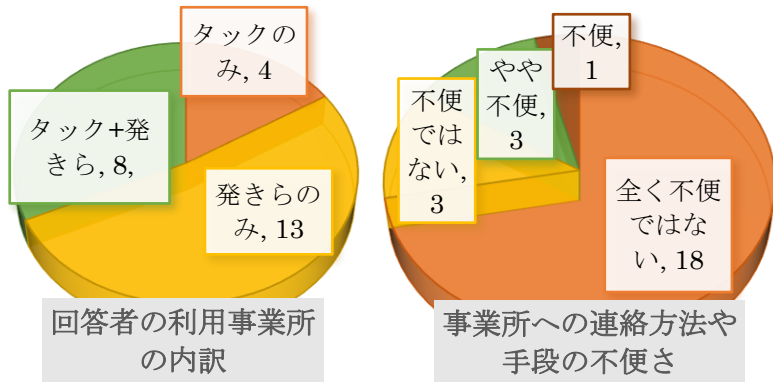 タックの
み, 4
タック+発
きら, 8,
発きらの
み, 13
回答者の利用事業所
の内訳
不便,
1
やや
不便,
3
不便
では
ない,
3
全く不便
ではな
い, 18
事業所への連絡方法や
手段の不便さ